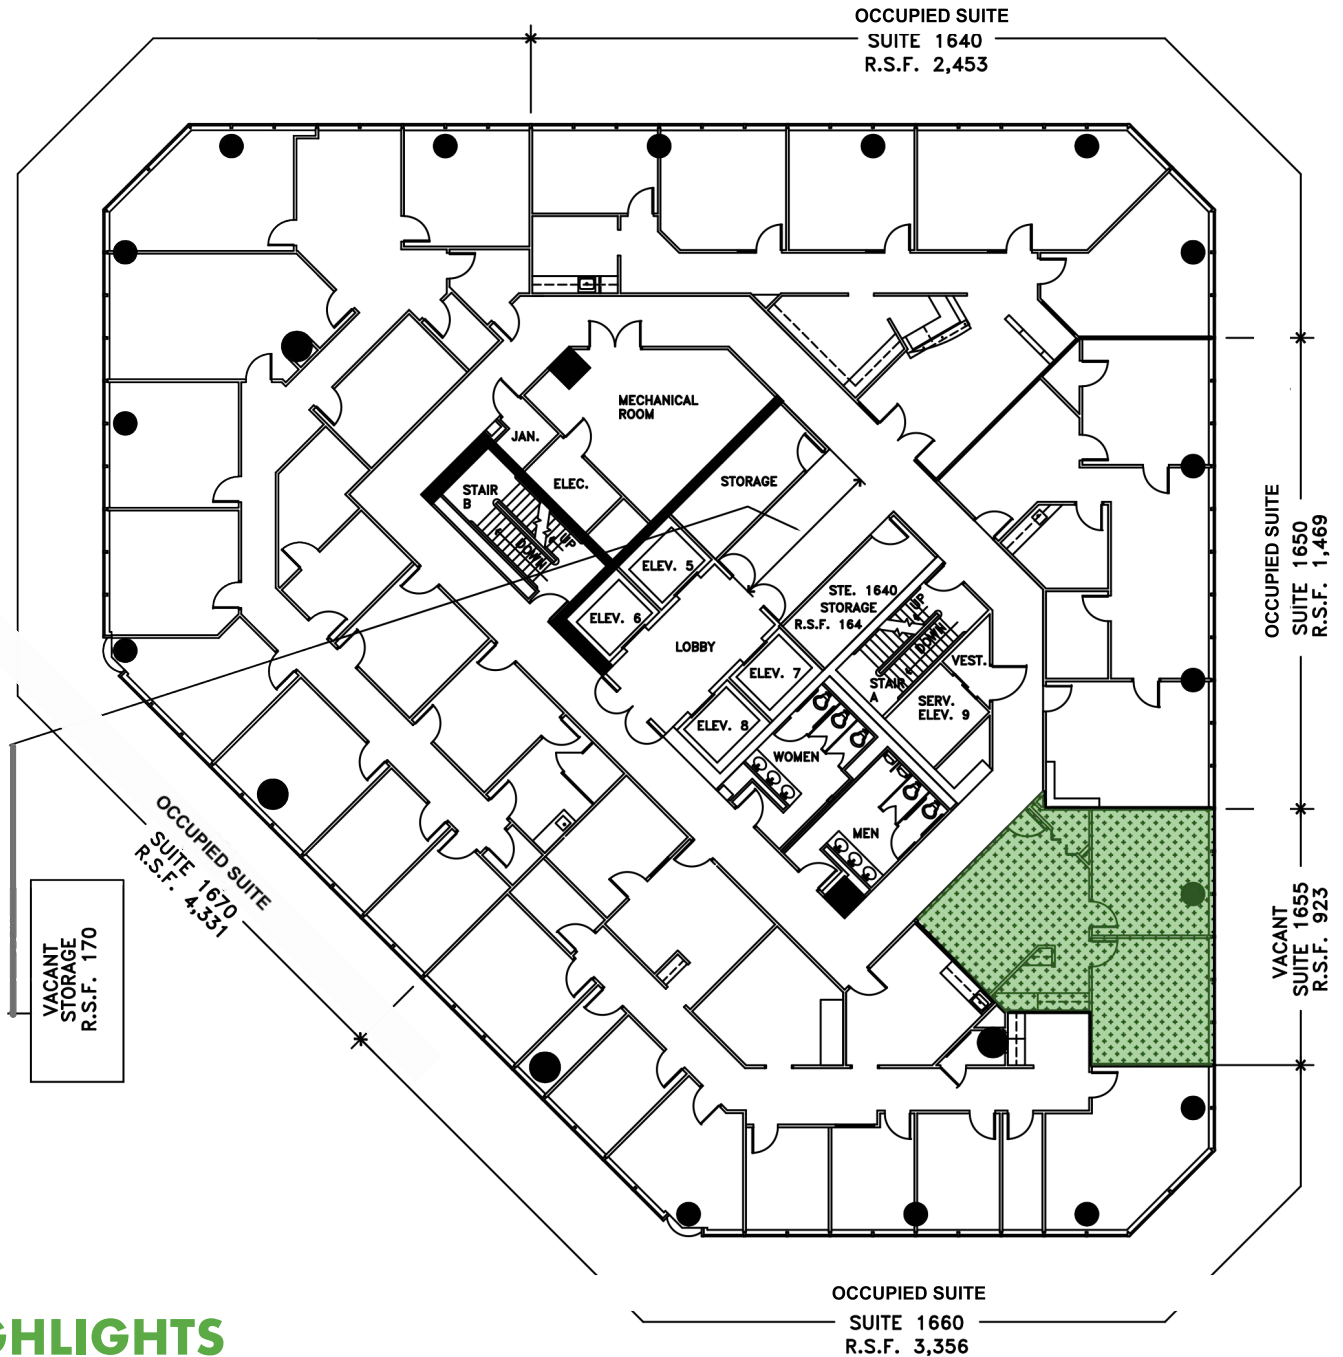 OCCUPIED SUITE
SUITE 1640
R.S.F. 2,453
MECHANICAL
ROOM
JAN.
ELEC.
STAIR
B
UP
DOWN
STORAGE
ELEV. 5
ELEV. 6
STE. 1640
STORAGE
R.S.F. 164
UP
DOWN
LOBBY
ELEV. 7
ELEV. 8
STAIR
A
VEST.
SERV.
ELEV. 9
WOMEN
MEN
OCCUPIED SUITE
SUITE 1650
R.S.F. 1,469
VACANT
SUITE 1655
R.S.F. 923
OCCUPIED SUITE
SUITE 1670
R.S.F. 4,331
VACANT
STORAGE
R.S.F. 170
OCCUPIED SUITE
SUITE 1660
R.S.F. 3,356
GHLIGHTS